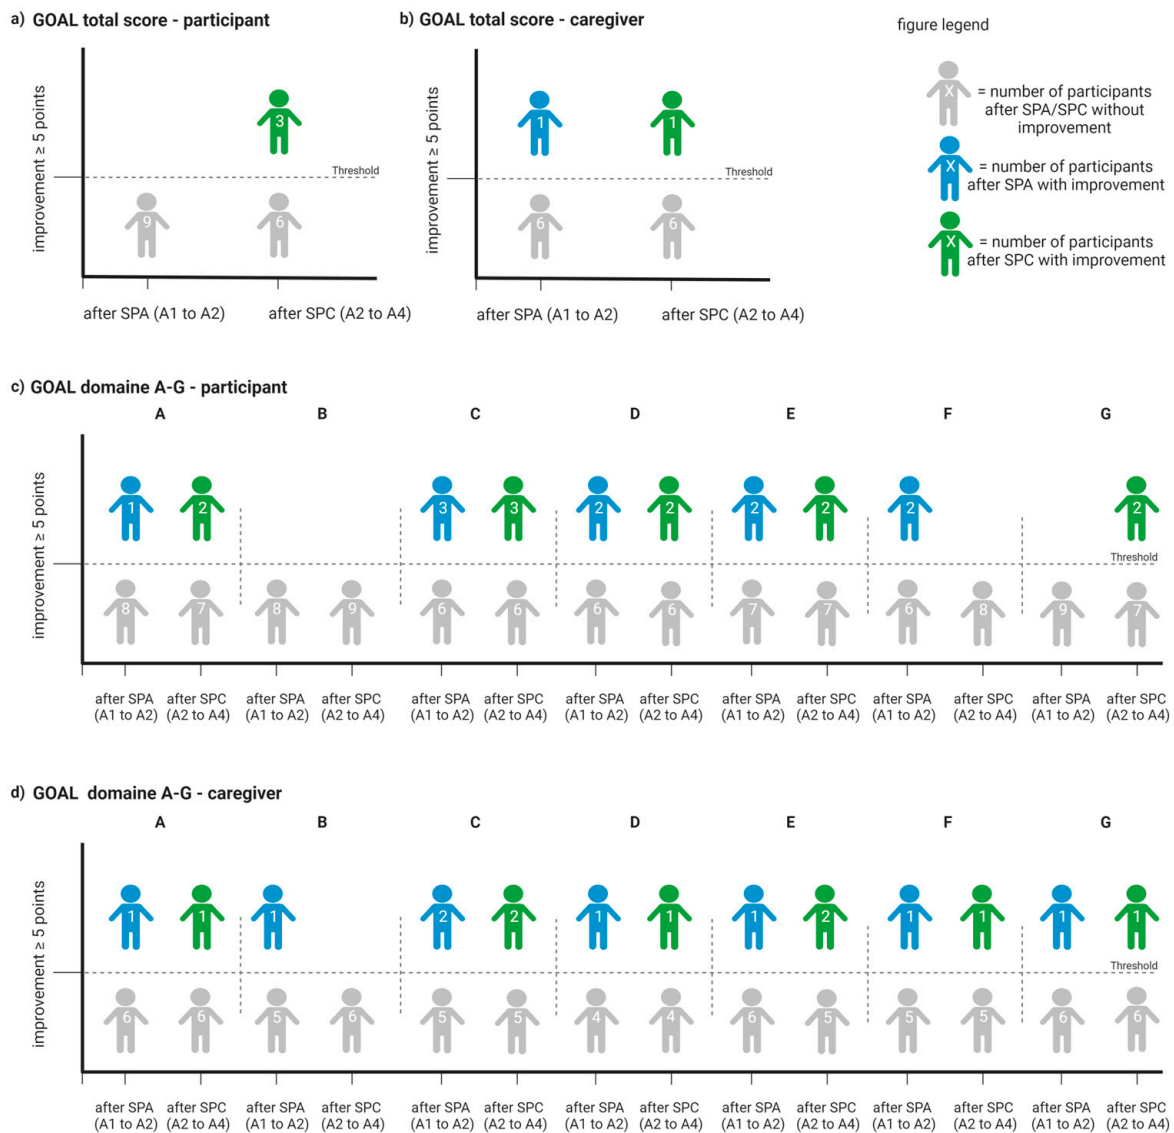 a) GOAL total score - participant
improvement ≥ 5 points
3
Threshold
9
6
after SPA (A1 to A2)
after SPC (A2 to A4)
b) GOAL total score - caregiver
improvement ≥ 5 points
1
1
Threshold
6
6
after SPA (A1 to A2)
after SPC (A2 to A4)
figure legend
X
= number of participants
after SPA/SPC without
improvement
X
= number of participants
after SPA with improvement
X
= number of participants
after SPC with improvement
c) GOAL domaine A-G - participant
A B C D E F G
improvement ≥ 5 points
1 2 3 3 2 2 2 2 2 2
Threshold
8 7 8 9 6 6 6 6 7 7 6 8 9 7
after SPA after SPC after SPA after SPC after SPA after SPC after SPA after SPC after SPA after SPC after SPA after SPC after SPA after SPC
(A1 to A2) (A2 to A4) (A1 to A2) (A2 to A4) (A1 to A2) (A2 to A4) (A1 to A2) (A2 to A4) (A1 to A2) (A2 to A4) (A1 to A2) (A2 to A4) (A1 to A2) (A2 to A4)
d) GOAL domaine A-G - caregiver
A B C D E F G
improvement ≥ 5 points
1 1 1 2 2 1 1 1 2 1 1 1 1
Threshold
6 6 5 6 5 5 4 4 6 5 5 5 6 6
after SPA after SPC after SPA after SPC after SPA after SPC after SPA after SPC after SPA after SPC after SPA after SPC after SPA after SPC
(A1 to A2) (A2 to A4) (A1 to A2) (A2 to A4) (A1 to A2) (A2 to A4) (A1 to A2) (A2 to A4) (A1 to A2) (A2 to A4) (A1 to A2) (A2 to A4) (A1 to A2) (A2 to A4)